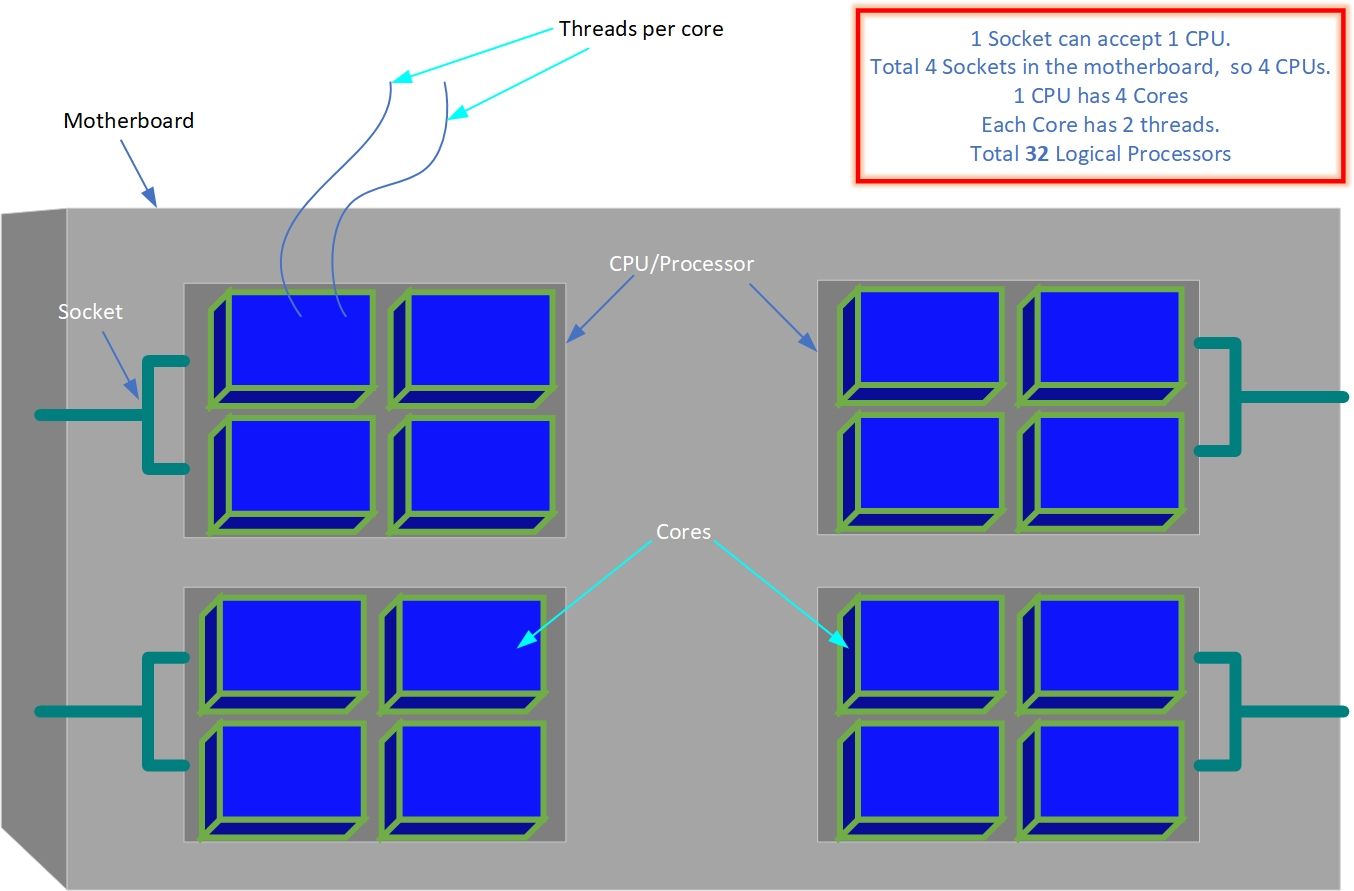 Threads per core
1 Socket can accept 1 CPU.
Total 4 Sockets in the motherboard, so 4 CPUs.
1 CPU has 4 Cores
Each Core has 2 threads.
Total 32 Logical Processors
Motherboard
CPU/Processor
Socket
Cores